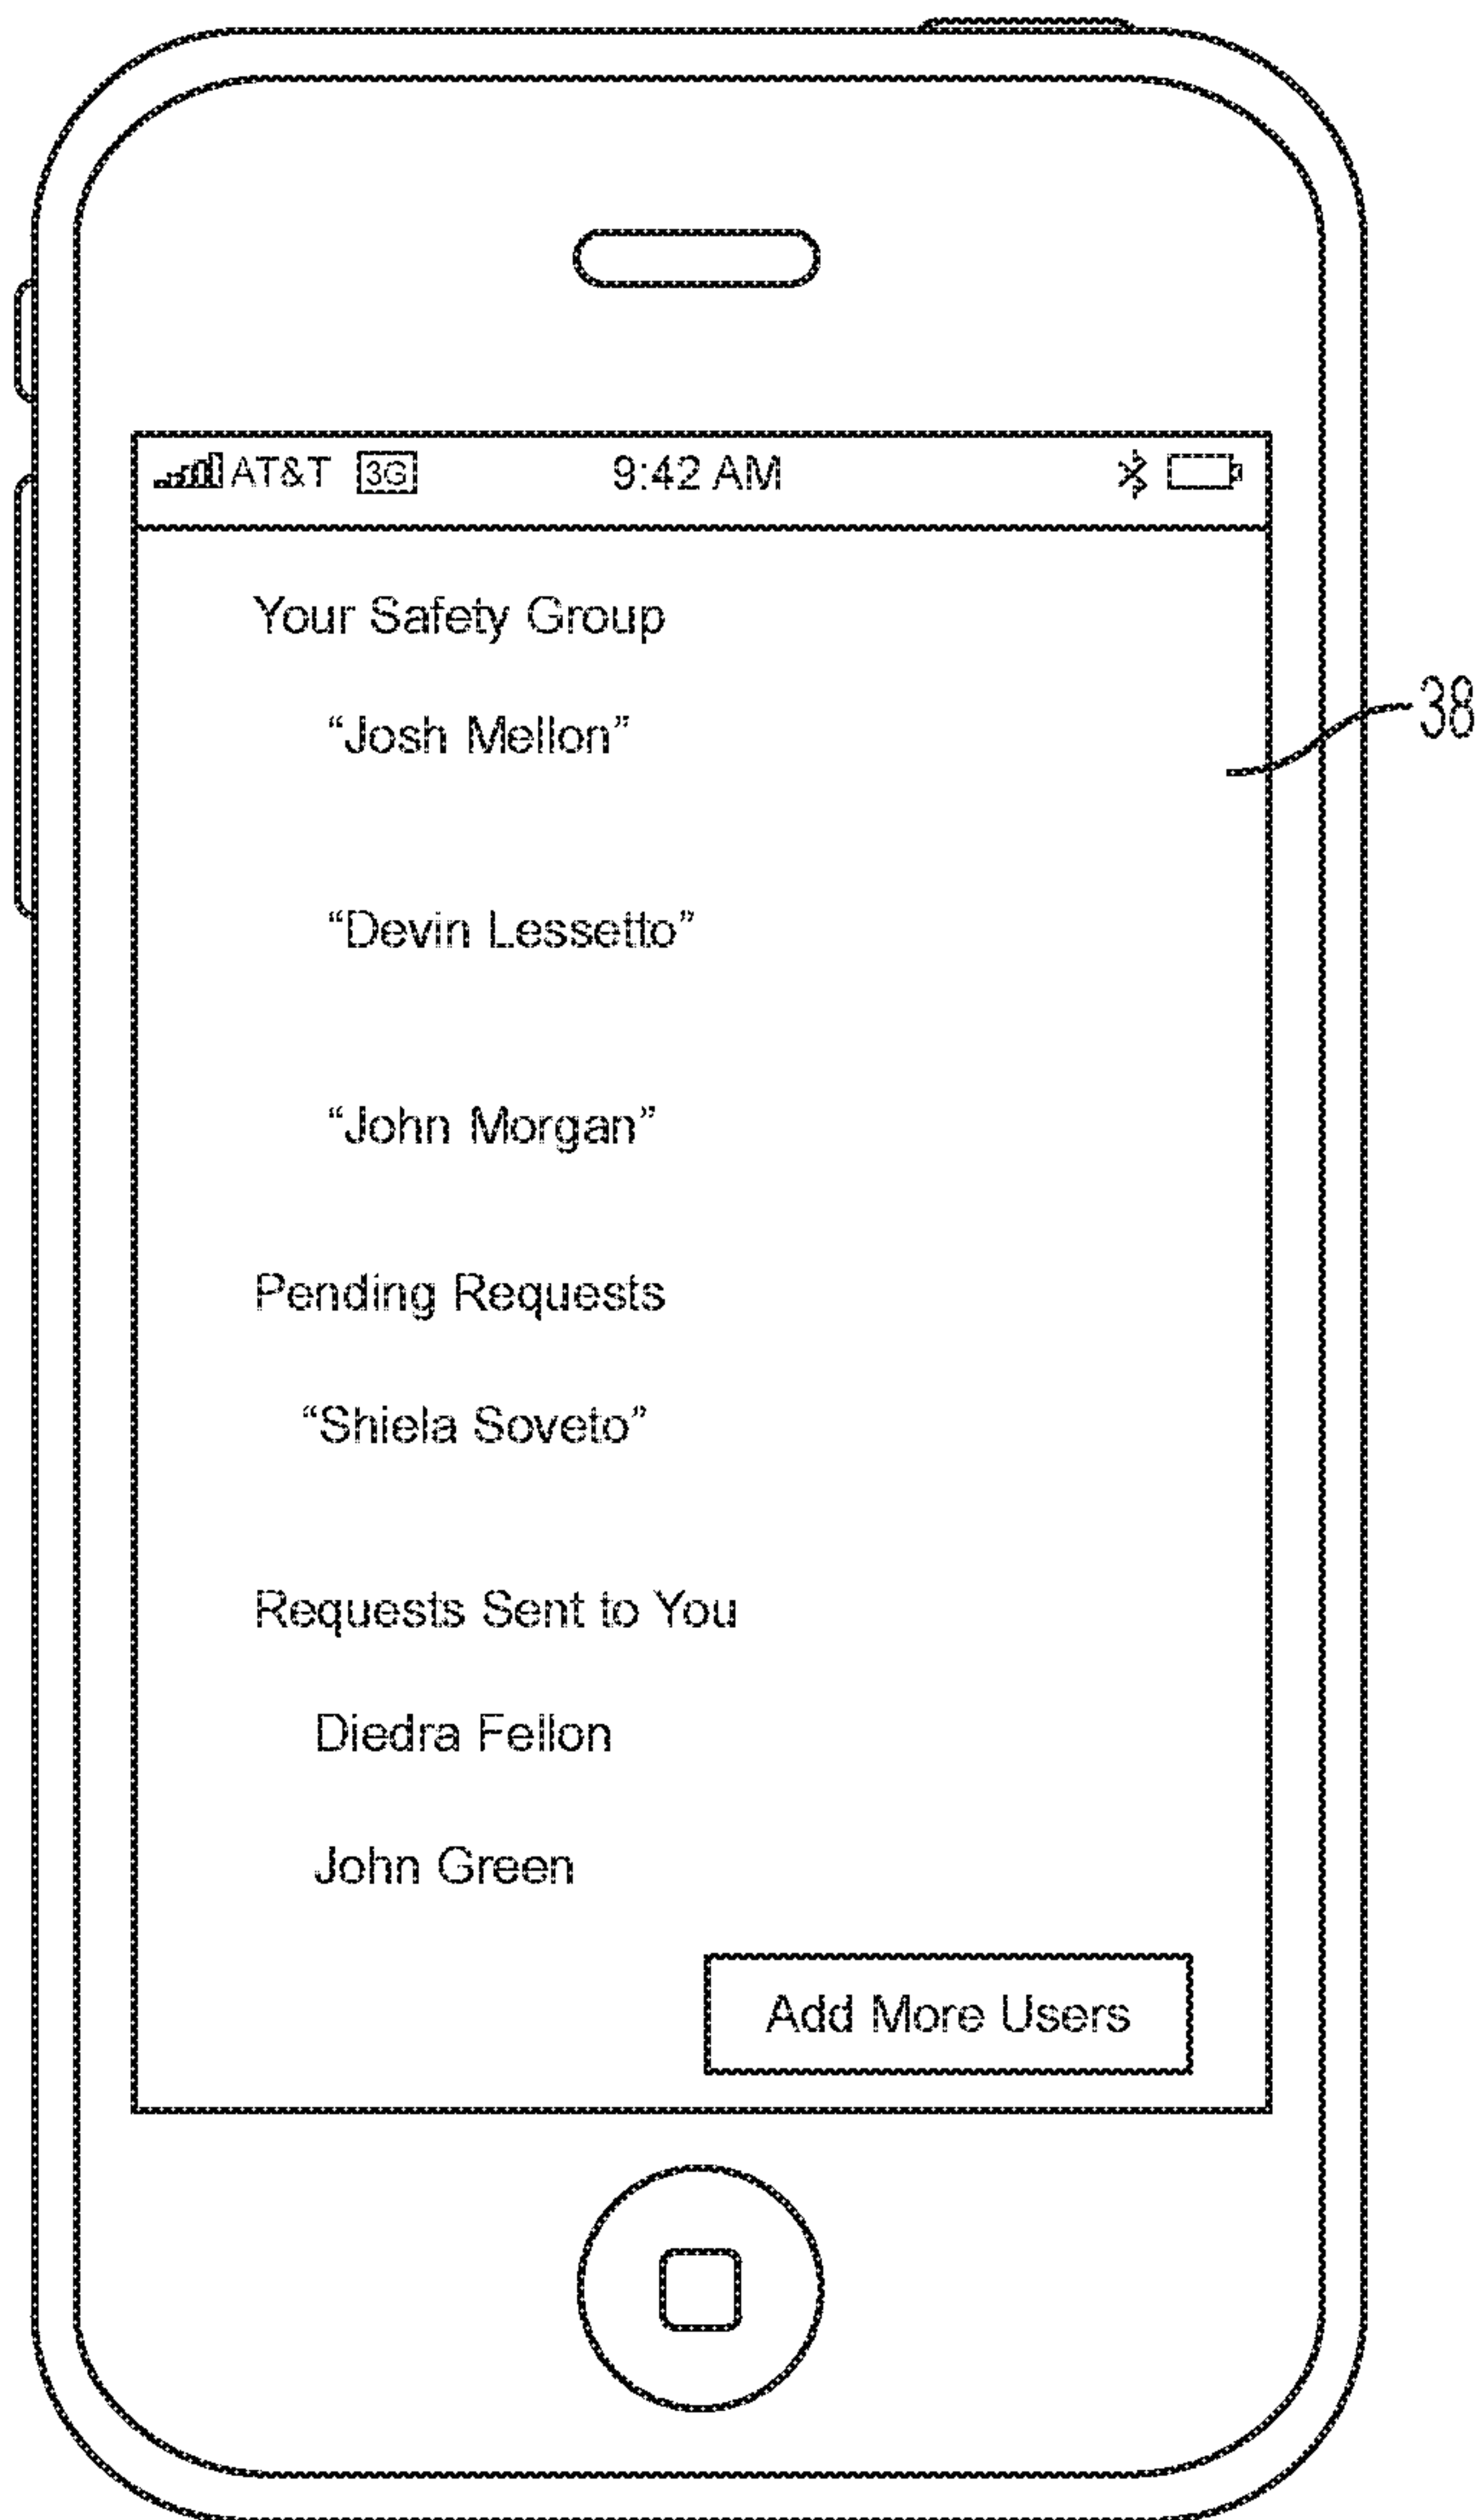 AT&T 3G 9:42 AM
Your Safety Group
“Josh Mellon”
38
“Devin Lessetto”
“John Morgan”
Pending Requests
“Shiela Soveto”
Requests Sent to You
Diedra Fellon
John Green
Add More Users